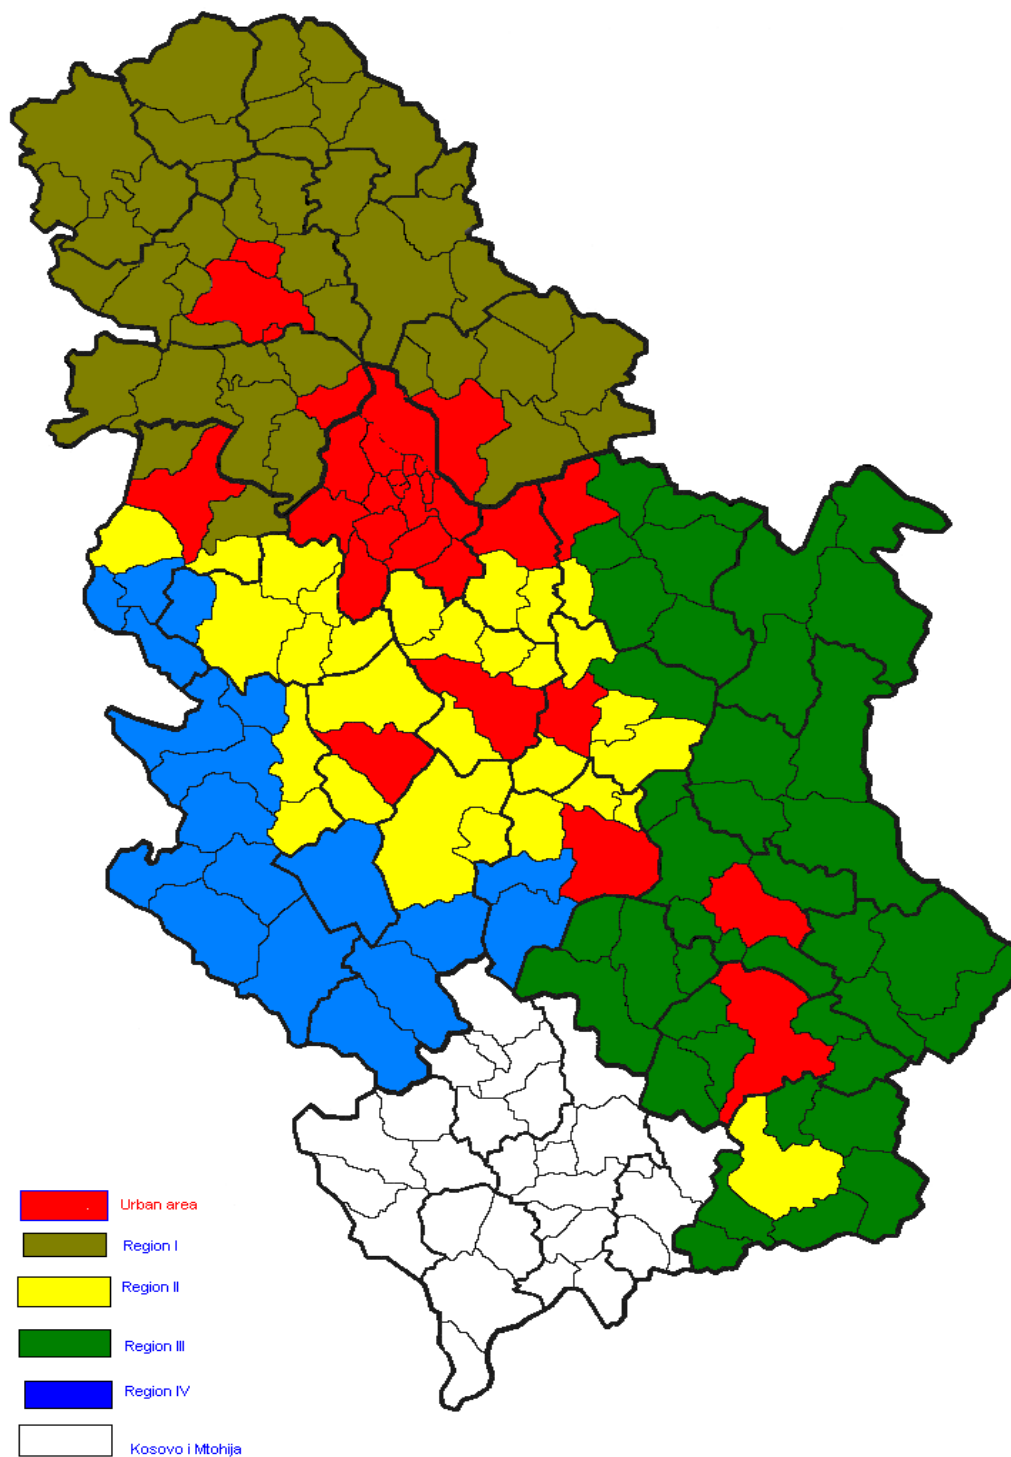 Urban area
Region I
Region II
Region III
Region IV
Kosovo i Mtohija